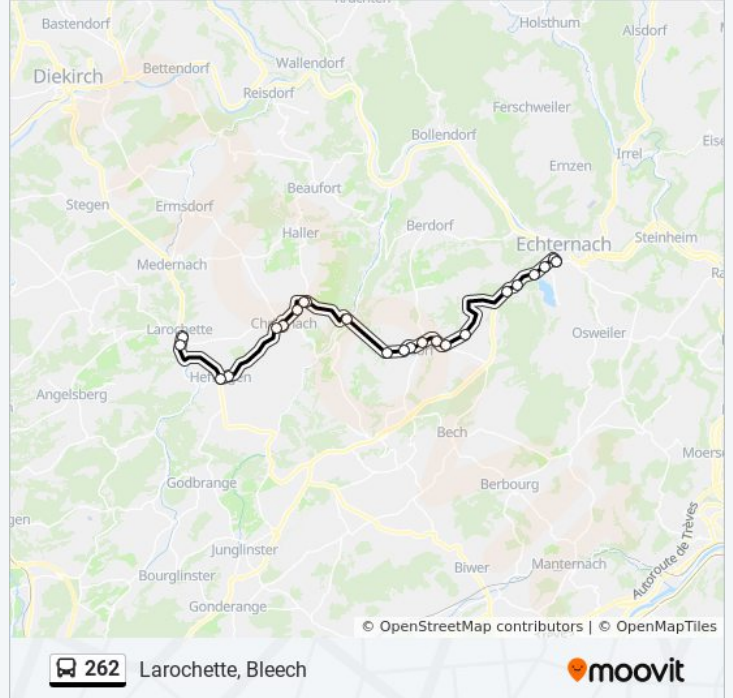 Kruchten
Bastendorf
Holsthum
Alsdorf
Wallendorf
Bettendorf
Diekirch
Reisdorf
Ferschweiler
Bollendorf
Irrel
Ernzen
Beaufort
Stegen
Ermsdorf
Haller
Berdorf
Echternach
Steinheim
Medernach
Larochette
Osweiler
Angelsberg
Bech
Godbrange
Berbourg
Junglinster
Biwer
Manternach
Bourglinster
Gonderange
Autoroute de Trèves
© OpenStreetMap contributors | © OpenMapTiles
262
Larochette, Bleech
moovit